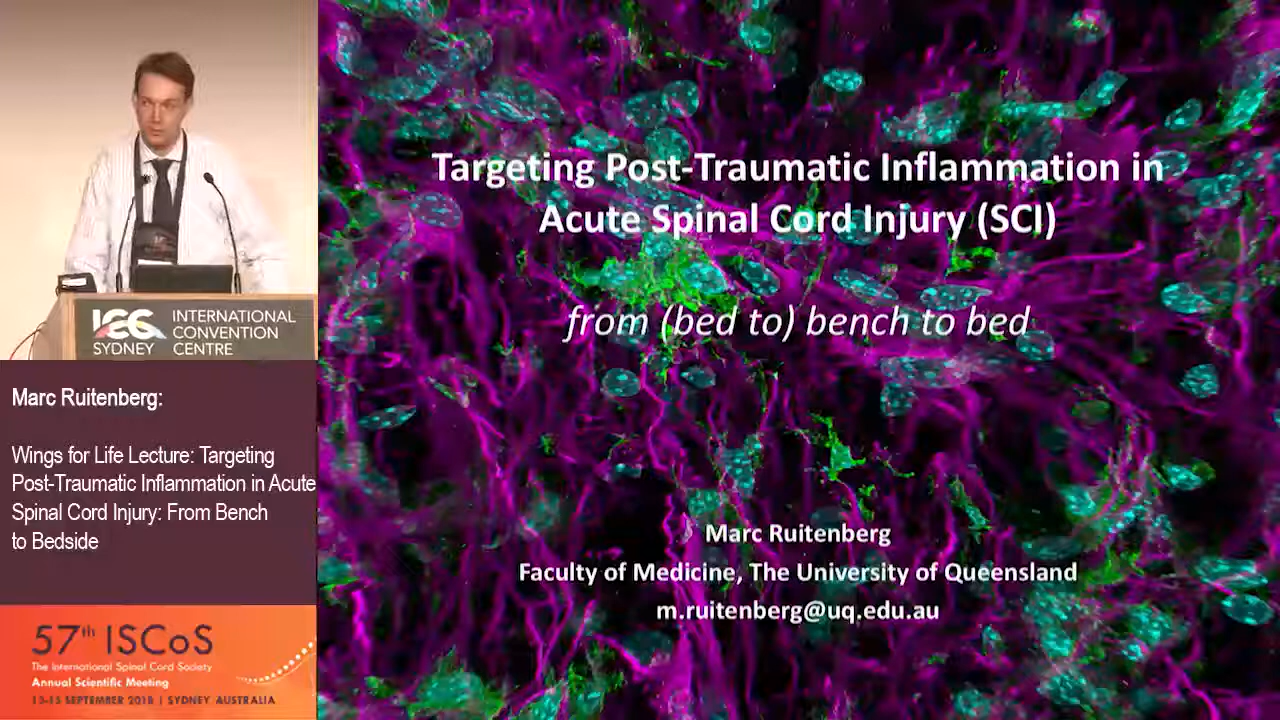 ICC
SYDNEY
INTERNATIONAL
CONVENTION
CENTRE
Marc Ruitenberg:
Wings for Life Lecture: Targeting
Post-Traumatic Inflammation in Acute
Spinal Cord Injury: From Bench
to Bedside
57th ISCoS
The International Spinal Cord Society
Annual Scientific Meeting
13-15 SEPTEMBER 2018 | SYDNEY AUSTRALIA
Targeting Post-Traumatic Inflammation in
Acute Spinal Cord Injury (SCI)
from (bed to) bench to bed
Marc Ruitenberg
Faculty of Medicine, The University of Queensland
m.ruitenberg@uq.edu.au